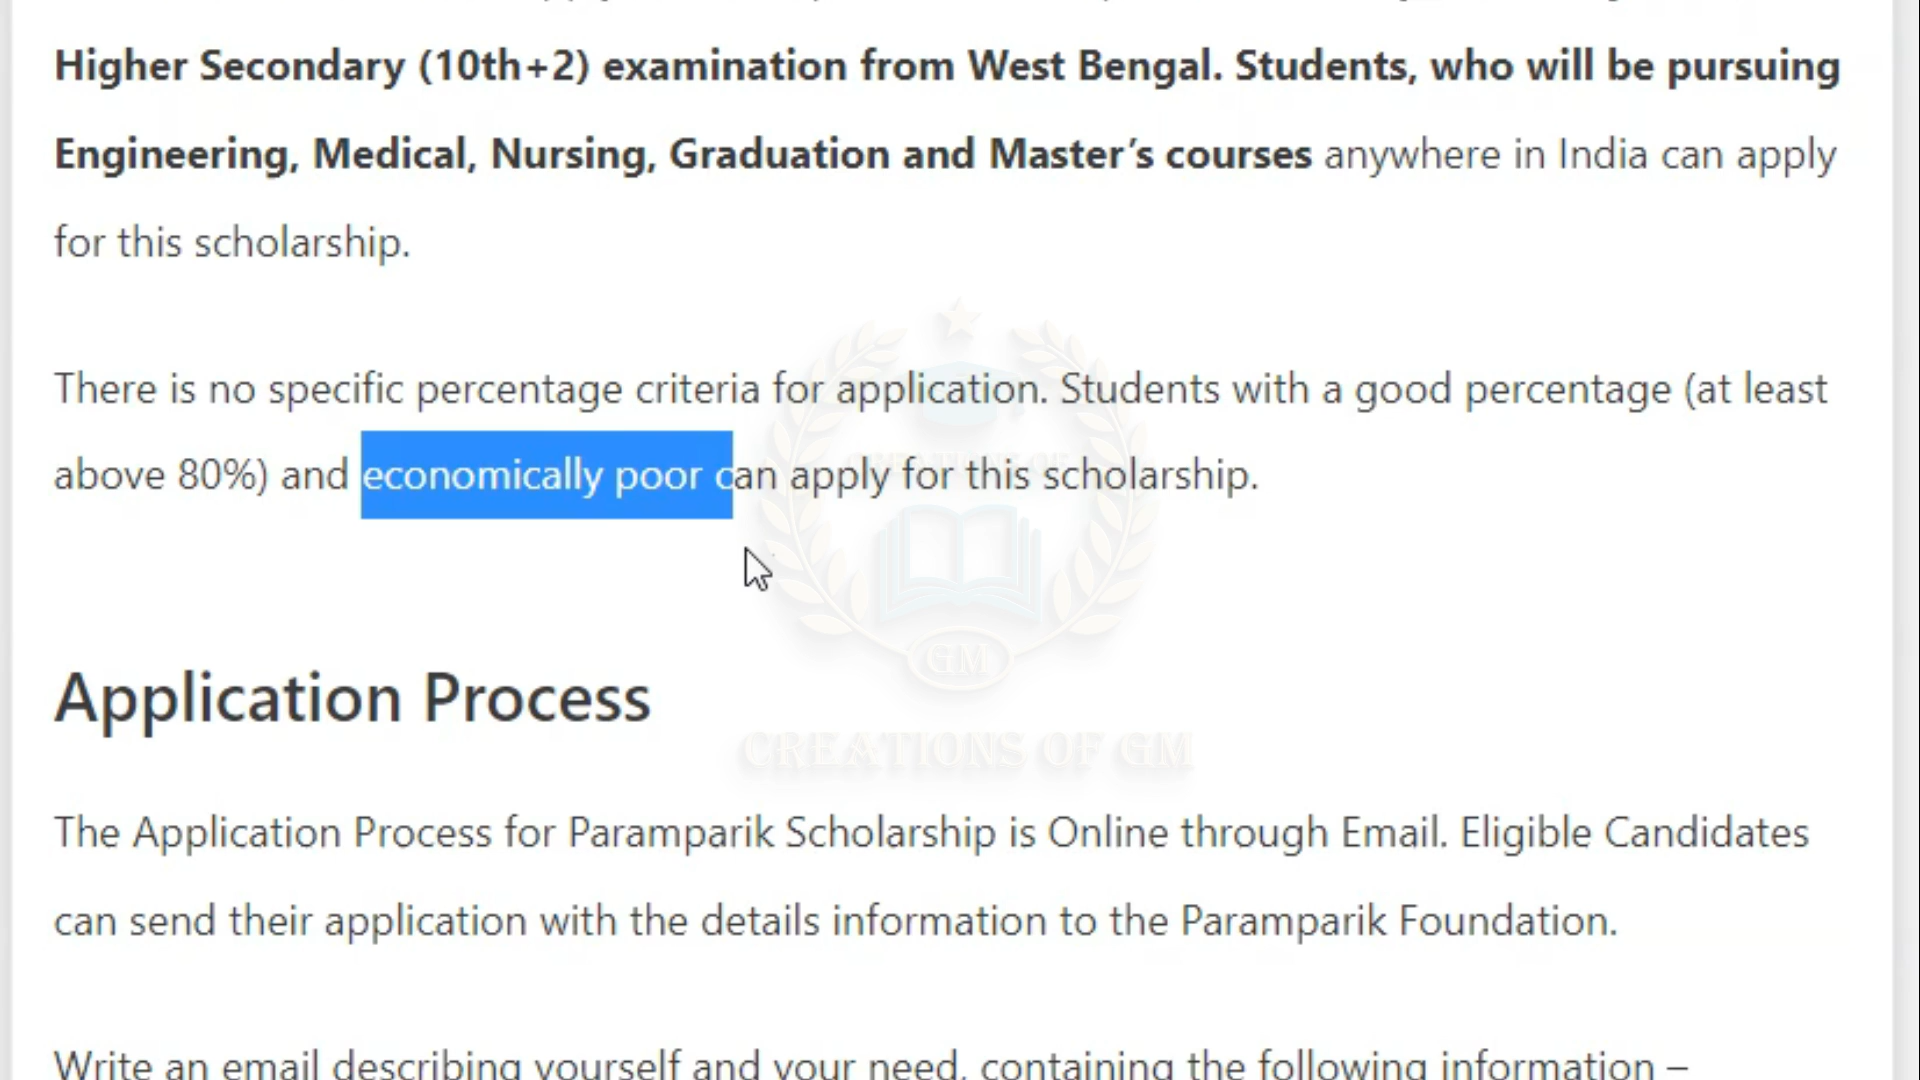 Higher Secondary (10th+2) examination from West Bengal. Students, who will be pursuing
Engineering, Medical, Nursing, Graduation and Master’s courses anywhere in India can apply
for this scholarship.
There is no specific percentage criteria for application. Students with a good percentage (at least
above 80%) and economically poor can apply for this scholarship.
GM
CREATIONS OF GM
Application Process
The Application Process for Paramparik Scholarship is Online through Email. Eligible Candidates
can send their application with the details information to the Paramparik Foundation.
Write an email describing yourself and your need, containing the following information –